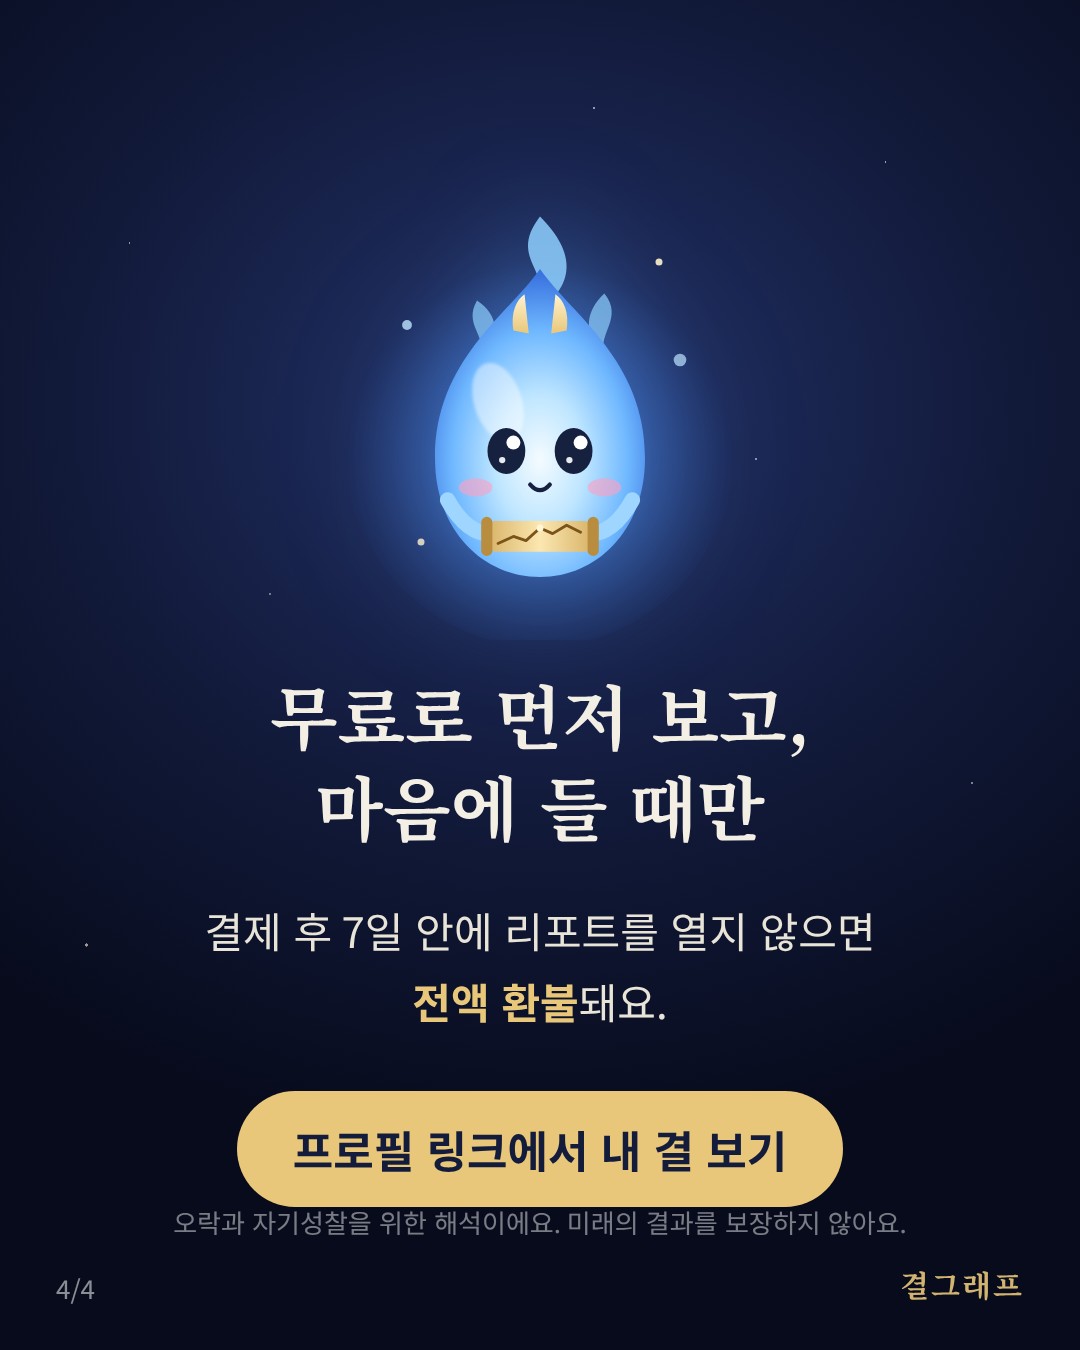 무료로 먼저 보고,
마음에 들 때만
결제 후 7일 안에 리포트를 열지 않으면
전액 환불돼요.
프로필 링크에서 내 결 보기
오락과 자기성찰을 위한 해석이에요. 미래의 결과를 보장하지 않아요.
4/4
결그래프